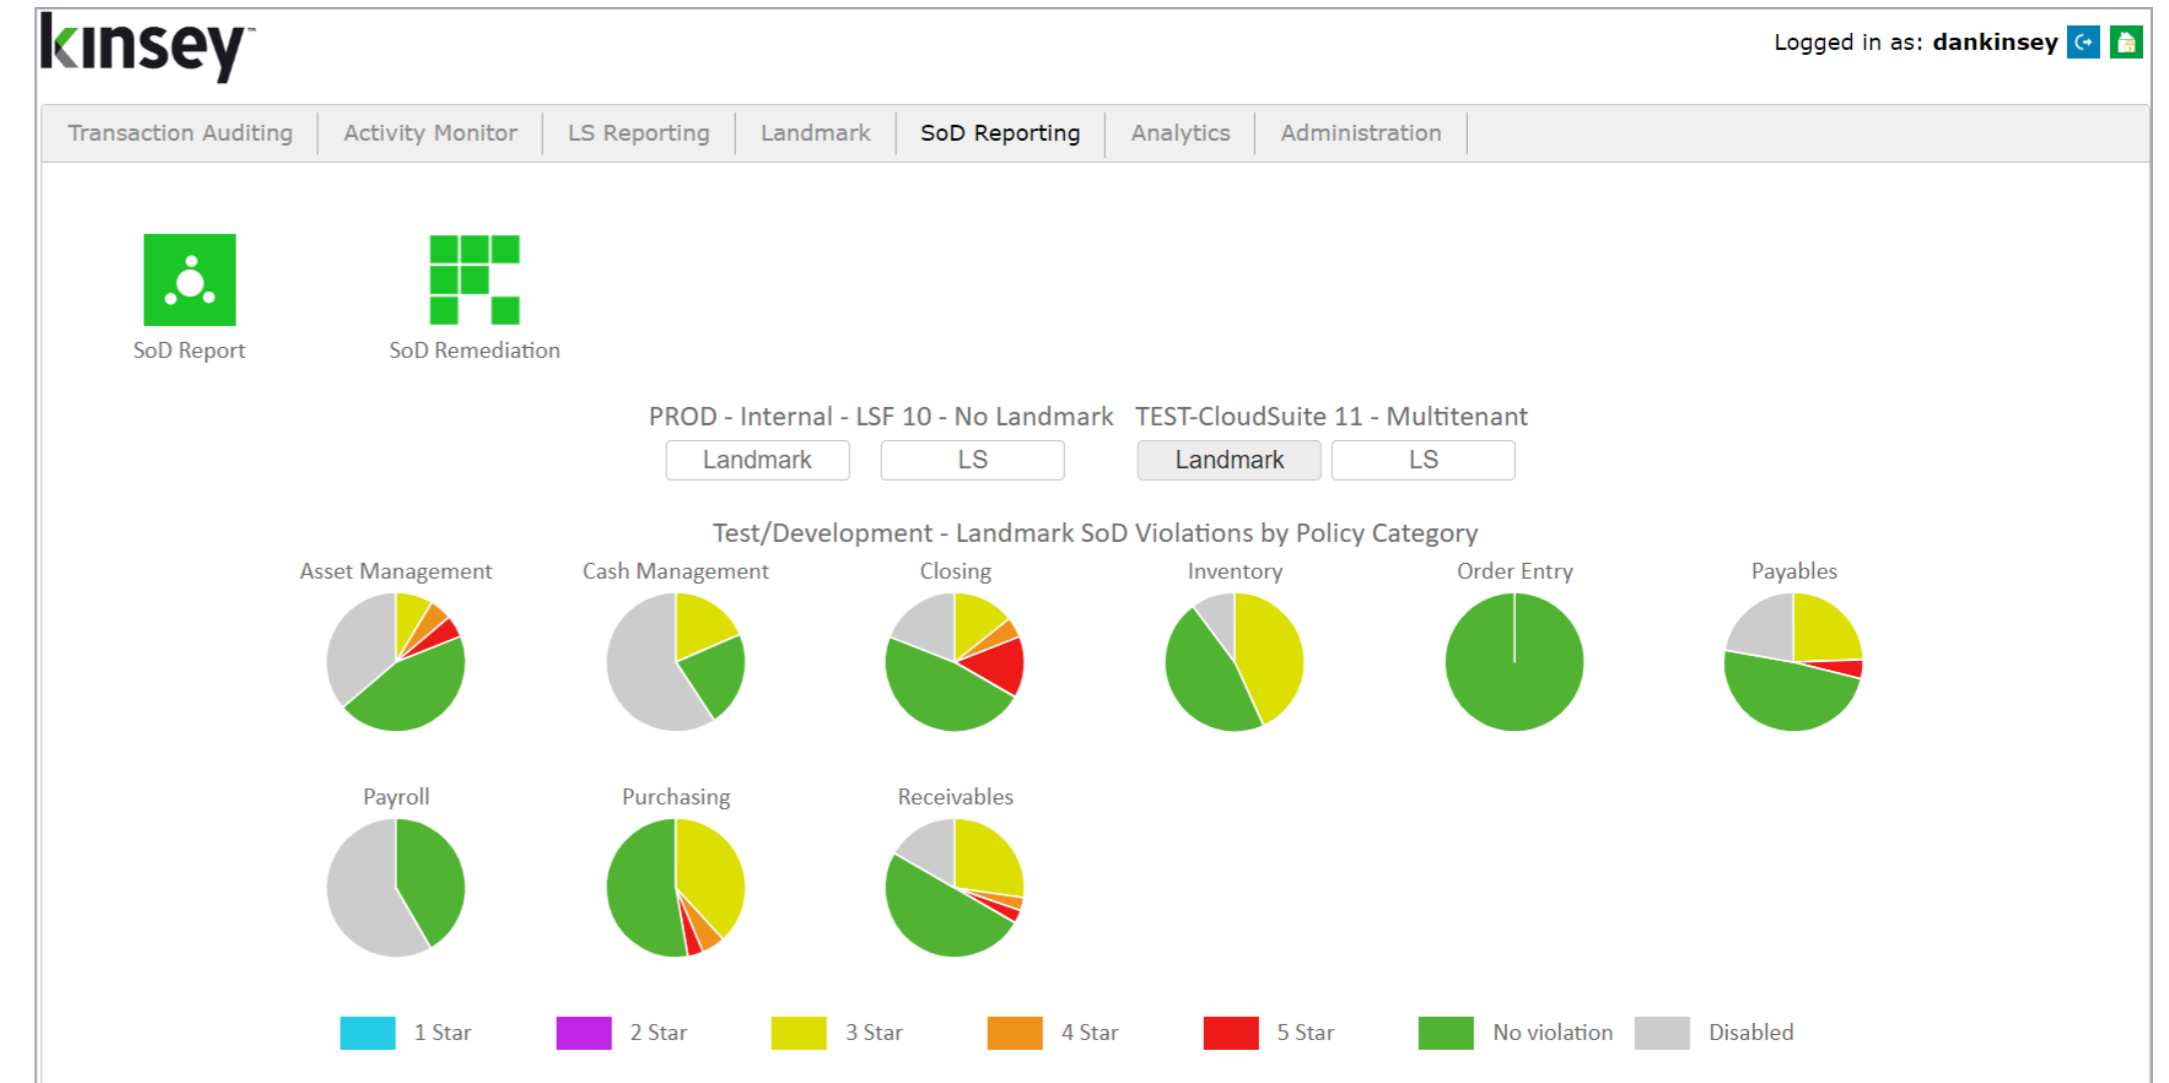 kinsey™
Logged in as: dankinsey
Transaction Auditing Activity Monitor LS Reporting Landmark SoD Reporting Analytics Administration
SoD Report SoD Remediation
PROD - Internal - LSF 10 - No Landmark TEST-CloudSuite 11 - Multitenant
Landmark LS Landmark LS
Test/Development - Landmark SoD Violations by Policy Category
Asset Management Cash Management Closing Inventory Order Entry Payables
Payroll Purchasing Receivables
1 Star 2 Star 3 Star 4 Star 5 Star No violation Disabled